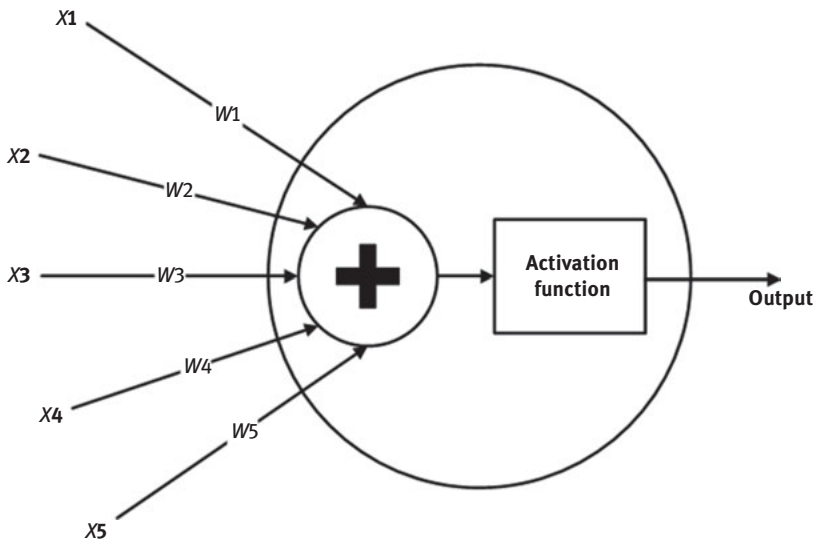 X1
W1
X2
W2
X3
W3
Activation
function
Output
W4
X4
W5
X5